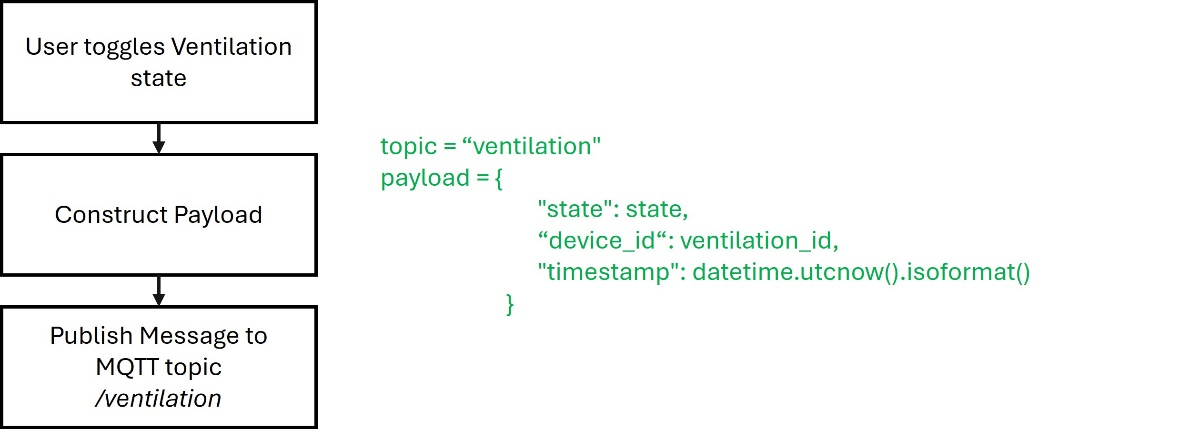 User toggles Ventilation
state
Construct Payload
Publish Message to
MQTT topic
/ventilation
topic = “ventilation"
payload = {
"state": state,
“device_id“: ventilation_id,
"timestamp": datetime.utcnow().isoformat()
}